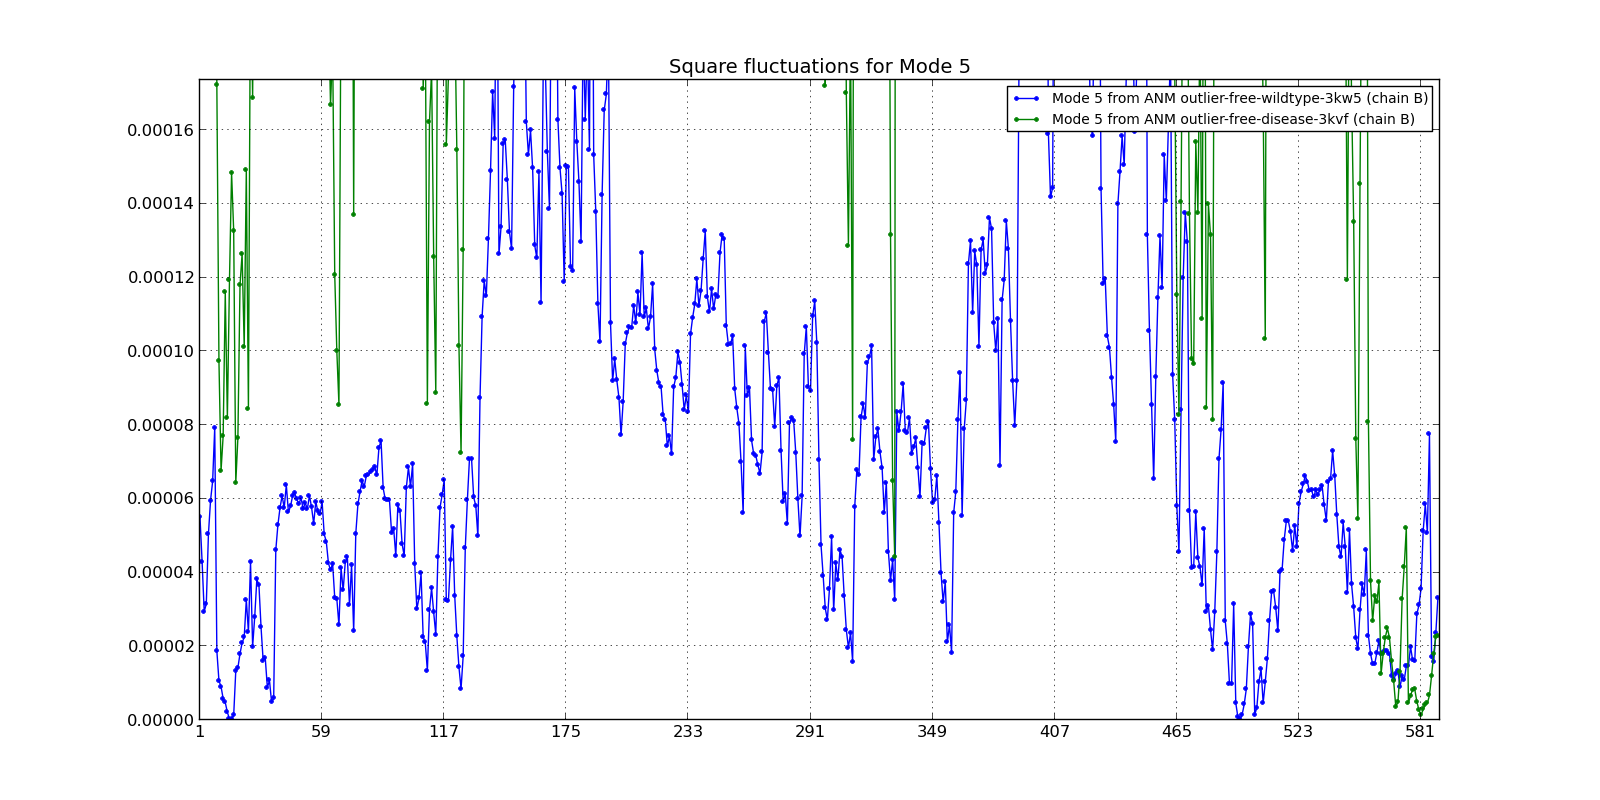 Square fluctuations for Mode 5
Mode 5 from ANM outlier-free-wildtype-3kw5 (chain B)
Mode 5 from ANM outlier-free-disease-3kvf (chain B)
0.00016
0.00014
0.00012
0.00010
0.00008
0.00006
0.00004
0.00002
0.00000
1 59 117 175 233 291 349 407 465 523 581